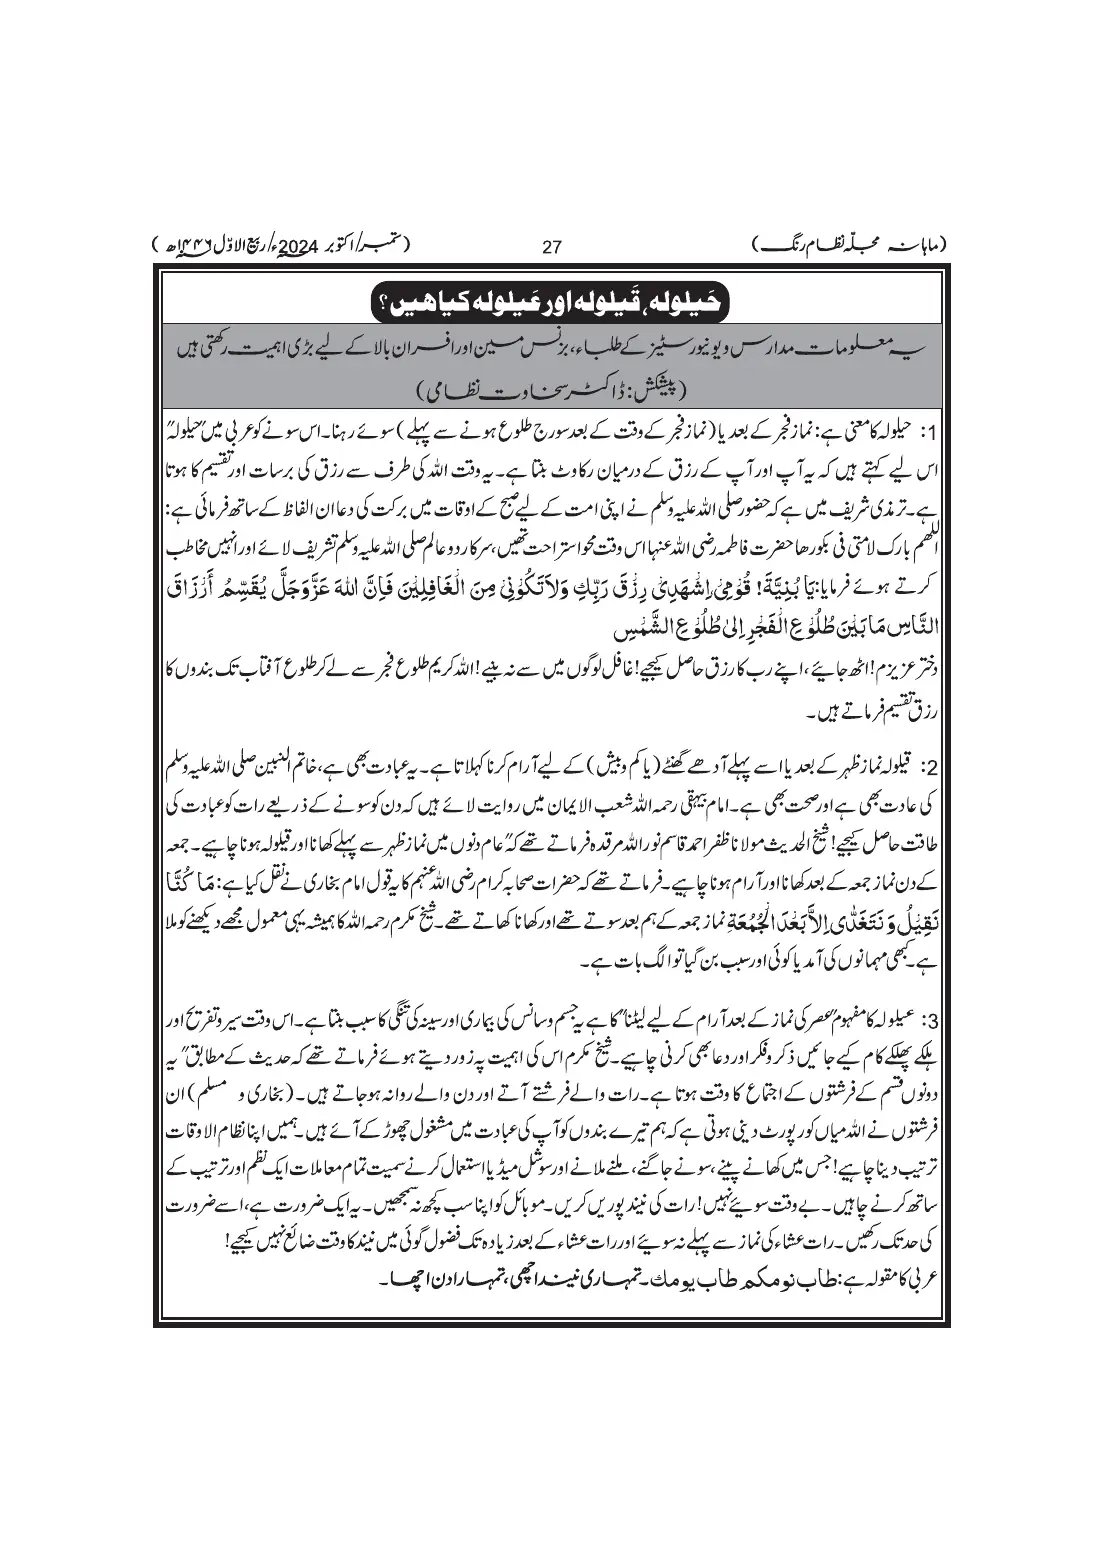 (ماہانہ مجلّہ نظام رنگ)
27
(ستمبر/اکتوبر 2024ء/ربیع الاوّل ۱۴۴۶ھ)
حَیلولہ، قَیلولہ اور عَیلولہ کیا ھیں؟
یہ معلومات مدارس و یونیورسٹیز کے طلباء، بزنس مین اور افسران بالا کے لیے بڑی اہمیت رکھتی ہیں
(پیشکش: ڈاکٹر سخاوت نظامی)
1: حیلولہ کا معنی ہے: نماز فجر کے بعد یا (نماز فجر کے وقت کے بعد سورج طلوع ہونے سے پہلے) سوئے رہنا۔ اس سونے کو عربی میں ”حیلولہ“
اس لیے کہتے ہیں کہ یہ آپ اور آپ کے رزق کے درمیان رکاوٹ بنتا ہے۔ یہ وقت اللہ کی طرف سے رزق کی برسات اور تقسیم کا ہوتا
ہے۔ ترمذی شریف میں ہے کہ حضور صلی اللہ علیہ وسلم نے اپنی امت کے لیے صبح کے اوقات میں برکت کی دعا ان الفاظ کے ساتھ فرمائی ہے:
اللھم بارک لامتی فی بکورھا حضرت فاطمہ رضی اللہ عنہا اس وقت محو استراحت تھیں، سرکار دو عالم صلی اللہ علیہ وسلم تشریف لائے اور انہیں مخاطب
کرتے ہوئے فرمایا: يَا بُنِيَّةَ! قُوْمِیْ اِشْهَدِیْ رِزْقَ رَبِّكِ وَلاَ تَكُوْنِیْ مِنَ الْغَافِلِيْنَ فَاِنَّ اللّٰهَ عَزَّوَجَلَّ يُقَسِّمُ أَرْزَاقَ
النَّاسِ مَا بَيْنَ طُلُوْعِ الْفَجْرِ اِلیٰ طُلُوْعِ الشَّمْسِ
دختر عزیزم! اٹھ جائیے، اپنے رب کا رزق حاصل کیجیے! غافل لوگوں میں سے نہ بنیے! اللہ کریم طلوع فجر سے لے کر طلوع آفتاب تک بندوں کا
رزق تقسیم فرماتے ہیں۔
2: قیلولہ نماز ظہر کے بعد یا اسے پہلے آدھے گھنٹے (یا کم و بیش) کے لیے آرام کرنا کہلاتا ہے۔ یہ عبادت بھی ہے، خاتم النبین صلی اللہ علیہ وسلم
کی عادت بھی ہے اور صحت بھی ہے۔ امام بیہقی رحمہ اللہ شعب الایمان میں روایت لائے ہیں کہ دن کو سونے کے ذریعے رات کو عبادت کی
طاقت حاصل کیجیے! شیخ الحدیث مولانا ظفر احمد قاسم نور اللہ مرقدہ فرماتے تھے کہ ”عام دنوں میں نماز ظہر سے پہلے کھانا اور قیلولہ ہونا چاہیے۔ جمعہ
کے دن نماز جمعہ کے بعد کھانا اور آرام ہونا چاہیے۔ فرماتے تھے کہ حضرات صحابہ کرام رضی اللہ عنہم کا یہ قول امام بخاری نے نقل کیا ہے: مَا كُنَّا
نَقِيْلُ وَ نَتَغَدّٰی اِلاَّ بَعْدَ الْجُمُعَةِ نماز جمعہ کے ہم بعد سوتے تھے اور کھانا کھاتے تھے۔ شیخ مکرم رحمہ اللہ کا ہمیشہ یہی معمول مجھے دیکھنے کو ملا
ہے۔ کبھی مہمانوں کی آمد یا کوئی اور سبب بن گیا تو الگ بات ہے۔
3: عیلولہ کا مفہوم ”عصر کی نماز کے بعد آرام کے لیے لیٹنا“ کا ہے یہ جسم و سانس کی بیماری اور سینہ کی تنگی کا سبب بنتا ہے۔ اس وقت سیر و تفریح اور
ہلکے پھلکے کام کیے جائیں ذکر و فکر اور دعا بھی کرنی چاہیے۔ شیخ مکرم اس کی اہمیت پہ زور دیتے ہوئے فرماتے تھے کہ حدیث کے مطابق ”یہ
دونوں قسم کے فرشتوں کے اجتماع کا وقت ہوتا ہے۔ رات والے فرشتے آتے اور دن والے روانہ ہو جاتے ہیں۔ (بخاری و مسلم) ان
فرشتوں نے اللہ میاں کو رپورٹ دینی ہوتی ہے کہ ہم تیرے بندوں کو آپ کی عبادت میں مشغول چھوڑ کے آئے ہیں۔ ہمیں اپنا نظام الاوقات
ترتیب دینا چاہیے! جس میں کھانے پینے، سونے جاگنے، ملنے ملانے اور سوشل میڈیا استعمال کرنے سمیت تمام معاملات ایک نظم اور ترتیب کے
ساتھ کرنے چاہیں۔ بے وقت سوئیے نہیں! رات کی نیند پوریں کریں۔ موبائل کو اپنا سب کچھ نہ سمجھیں۔ یہ ایک ضرورت ہے، اسے ضرورت
کی حد تک رکھیں۔ رات عشاء کی نماز سے پہلے نہ سوئیے اور رات عشاء کے بعد زیادہ تک فضول گوئی میں نیند کا وقت ضائع نہیں کیجیے!
عربی کا مقولہ ہے: طاب نومكم طاب يومك۔ تمہاری نیند اچھی، تمہارا دن اچھا۔